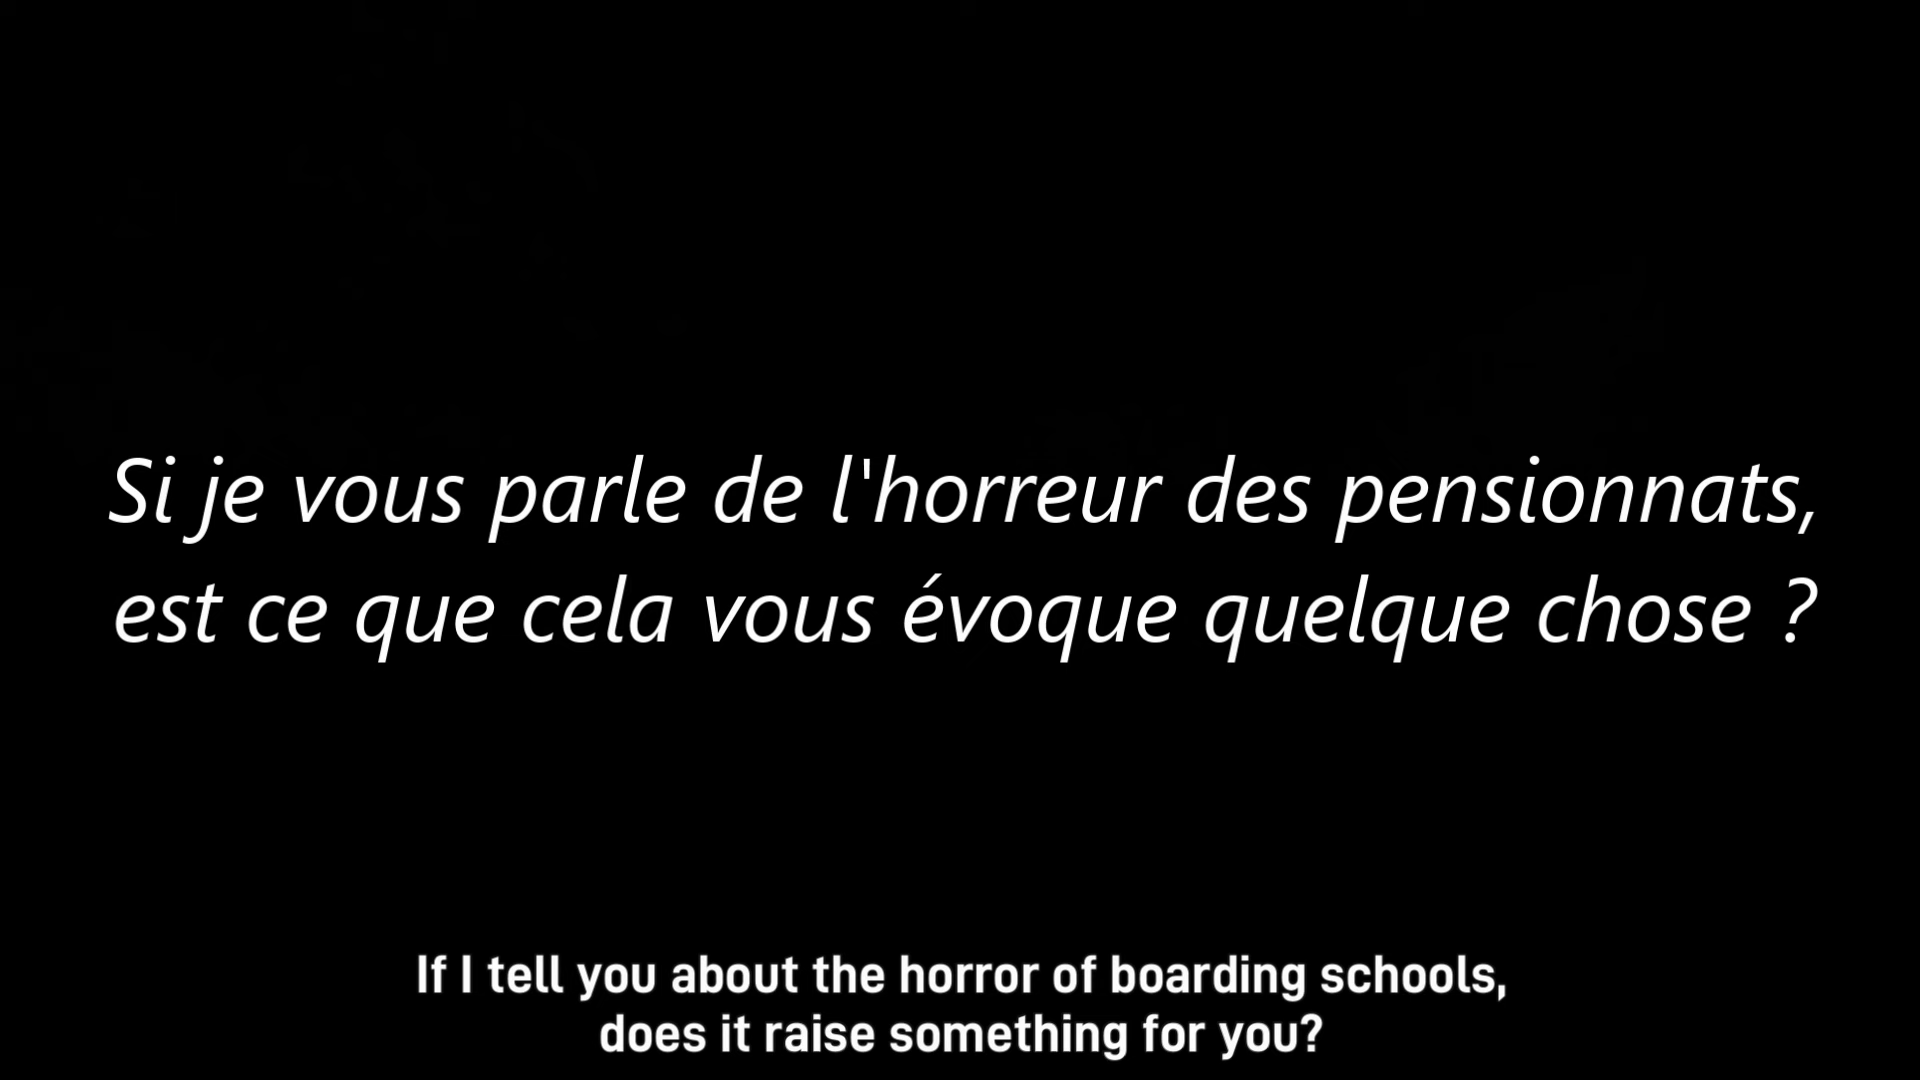 Si je vous parle de l'horreur des pensionnats,
est ce que cela vous évoque quelque chose ?
If I tell you about the horror of boarding schools,
does it raise something for you?